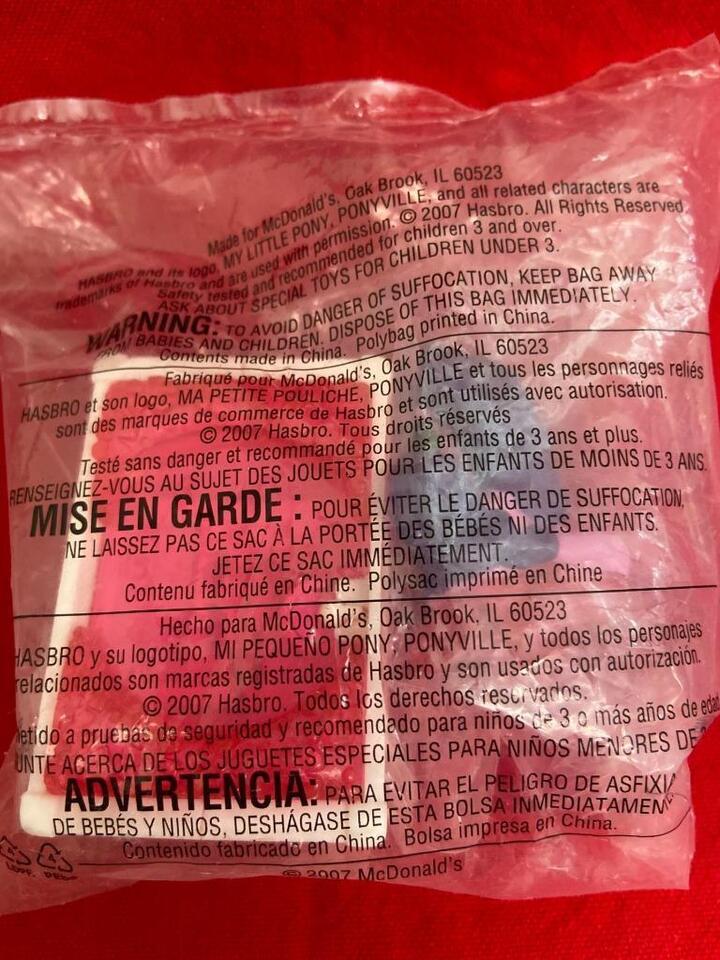 Made for McDonald's, Oak Brook, IL 60523
HASBRO and its logo, MY LITTLE PONY, PONYVILLE, and all related characters are
trademarks of Hasbro and are used with permission. © 2007 Hasbro. All Rights Reserved.
Safety tested and recommended for children 3 and over.
ASK ABOUT SPECIAL TOYS FOR CHILDREN UNDER 3.
WARNING: TO AVOID DANGER OF SUFFOCATION, KEEP BAG AWAY
FROM BABIES AND CHILDREN. DISPOSE OF THIS BAG IMMEDIATELY.
Contents made in China. Polybag printed in China.
Fabriqué pour McDonald's, Oak Brook, IL 60523
HASBRO et son logo, MA PETITE POULICHE, PONYVILLE et tous les personnages reliés
sont des marques de commerce de Hasbro et sont utilisés avec autorisation.
© 2007 Hasbro. Tous droits réservés
Testé sans danger et recommandé pour les enfants de 3 ans et plus.
RENSEIGNEZ-VOUS AU SUJET DES JOUETS POUR LES ENFANTS DE MOINS DE 3 ANS.
MISE EN GARDE : POUR ÉVITER LE DANGER DE SUFFOCATION,
NE LAISSEZ PAS CE SAC À LA PORTÉE DES BÉBÉS NI DES ENFANTS.
JETEZ CE SAC IMMÉDIATEMENT.
Contenu fabriqué en Chine. Polysac imprimé en Chine
Hecho para McDonald's, Oak Brook, IL 60523
HASBRO y su logotipo, MI PEQUEÑO PONY, PONYVILLE, y todos los personajes
relacionados son marcas registradas de Hasbro y son usados con autorización.
© 2007 Hasbro. Todos los derechos reservados.
etido a pruebas de seguridad y recomendado para niños de 3 o más años de edad
UNTE ACERCA DE LOS JUGUETES ESPECIALES PARA NIÑOS MENORES DE
ADVERTENCIA: PARA EVITAR EL PELIGRO DE ASFIXIA
DE BEBÉS Y NIÑOS, DESHÁGASE DE ESTA BOLSA INMEDIATAMEN
Contenido fabricado en China. Bolsa impresa en China.
4 4
LDPE PEBD
© 2007 McDonald's